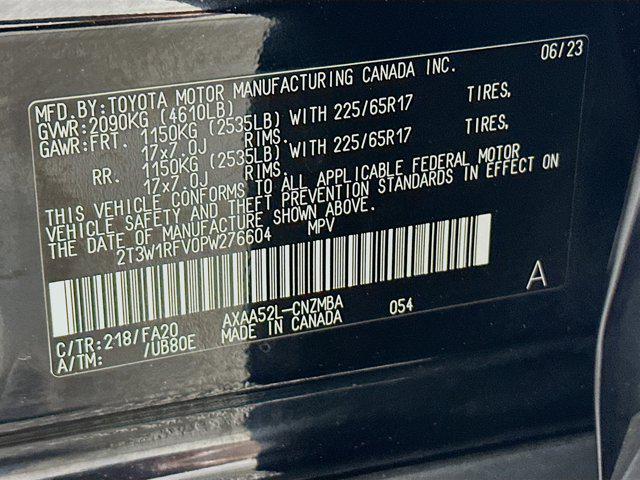 06/23
MFD.BY:TOYOTA MOTOR MANUFACTURING CANADA INC.
GVWR:2090KG (4610LB)
GAWR:FRT. 1150KG (2535LB) WITH 225/65R17 TIRES,
17x7.0J RIMS.
RR. 1150KG (2535LB) WITH 225/65R17 TIRES,
17x7.0J RIMS.
THIS VEHICLE CONFORMS TO ALL APPLICABLE FEDERAL MOTOR
VEHICLE SAFETY AND THEFT PREVENTION STANDARDS IN EFFECT ON
THE DATE OF MANUFACTURE SHOWN ABOVE.
2T3W1RFV0PW276604 MPV
C/TR:218/FA20 AXAA52L-CNZMBA 054 A
A/TM: /UB80E MADE IN CANADA